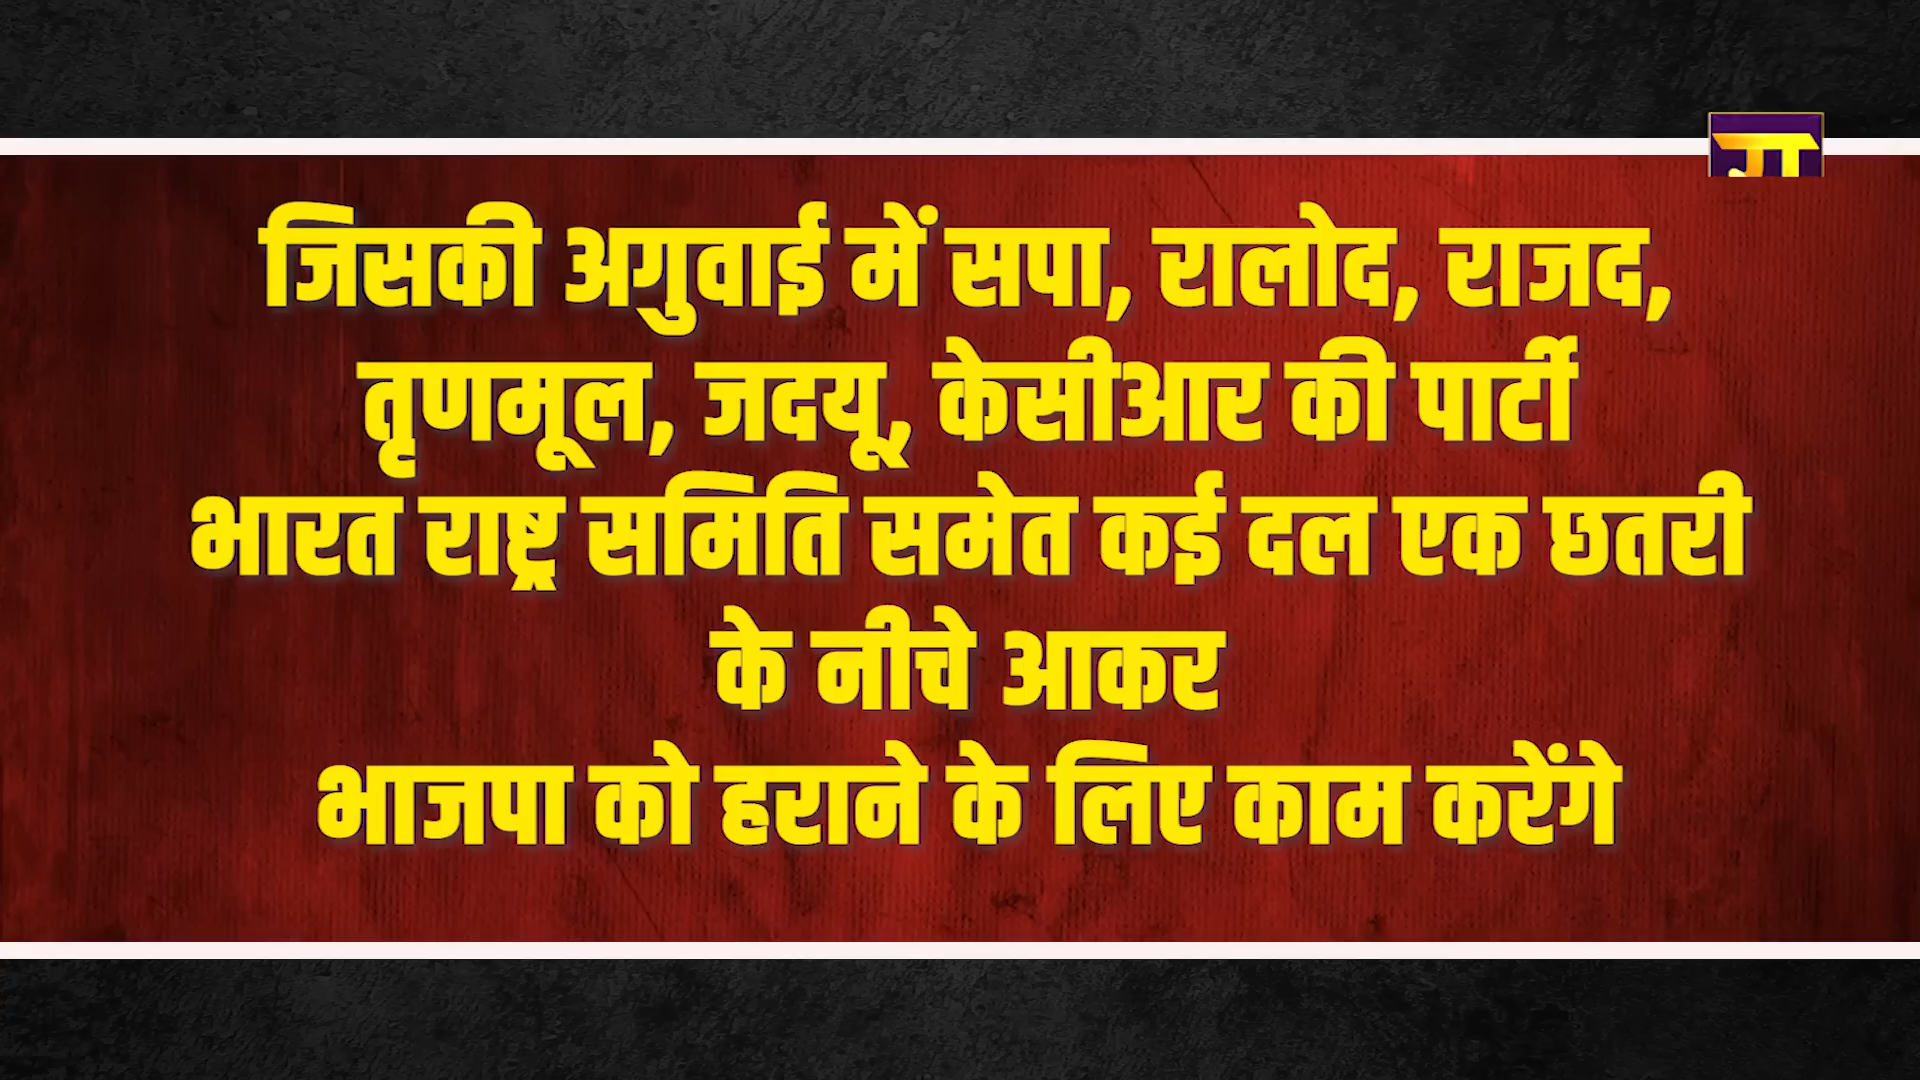 जिसकी अगुवाई में सपा, रालोद, राजद,
तृणमूल, जदयू, केसीआर की पार्टी
भारत राष्ट्र समिति समेत कई दल एक छतरी
के नीचे आकर
भाजपा को हराने के लिए काम करेंगे